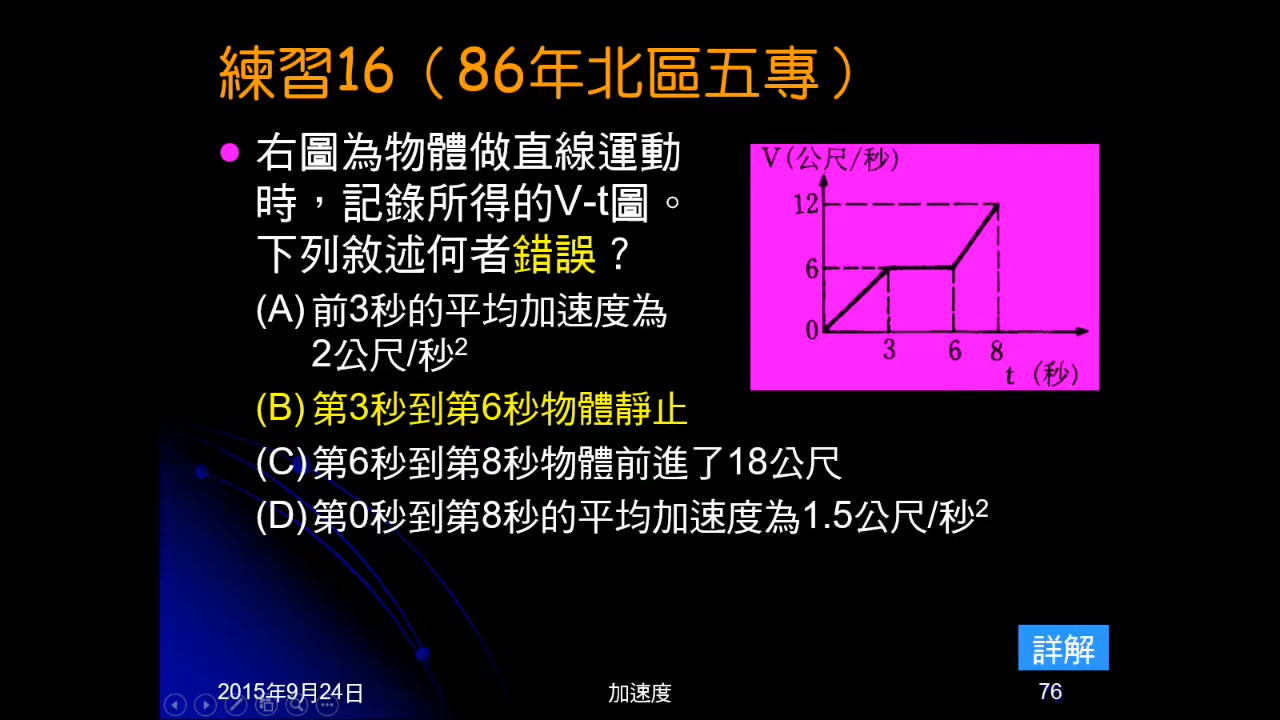 練習16（86年北區五專）
右圖為物體做直線運動
時，記錄所得的V-t圖。
下列敘述何者錯誤？
(A) 前3秒的平均加速度為
2公尺/秒²
(B) 第3秒到第6秒物體靜止
(C) 第6秒到第8秒物體前進了18公尺
(D) 第0秒到第8秒的平均加速度為1.5公尺/秒²
V (公尺/秒)
12
6
0
3 6 8
t (秒)
詳解
2015年9月24日
加速度
76